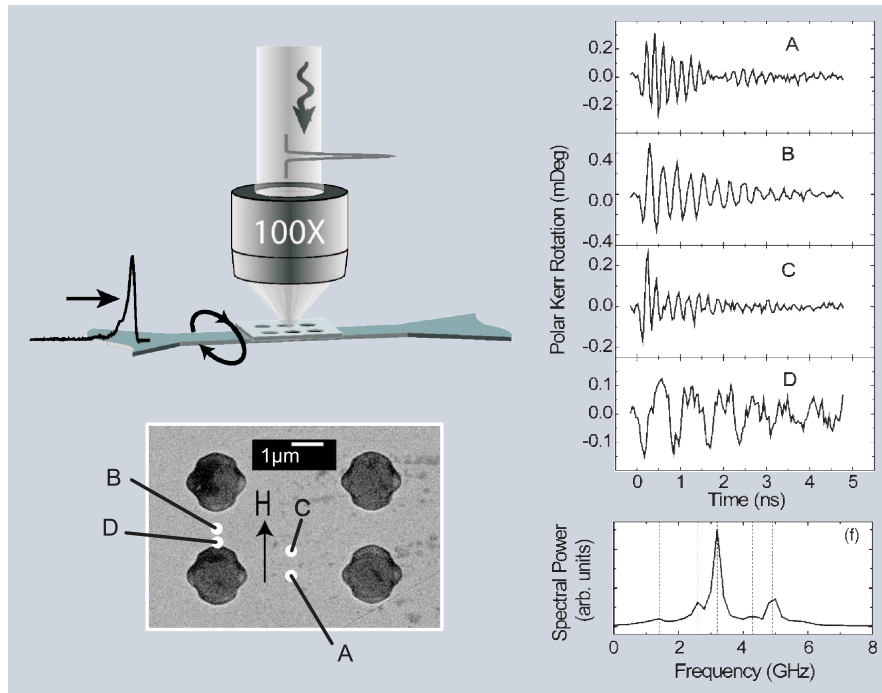 100X
1μm
B
D
H
C
A
A
0.2
0.0
-0.2
B
0.4
0.0
-0.4
C
0.2
0.0
-0.2
D
0.1
0.0
-0.1
0 1 2 3 4 5
Time (ns)
Polar Kerr Rotation (mDeg)
(f)
Spectral Power
(arb. units)
0 2 4 6 8
Frequency (GHz)